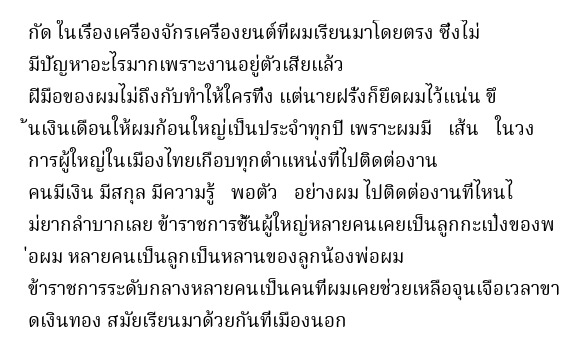 กัด ในเรื่องเครื่องจักรเครื่องยนต์ที่ผมเรียนมาโดยตรง ซึ่งไม่
มีปัญหาอะไรมากเพราะงานอยู่ตัวเสียแล้ว
ฝีมือของผมไม่ถึงกับทำให้ใครทึ่ง แต่นายฝรั่งก็ยึดผมไว้แน่น ขึ
้นเงินเดือนให้ผมก้อนใหญ่เป็นประจำทุกปี เพราะผมมี เส้น ในวง
การผู้ใหญ่ในเมืองไทยเกือบทุกตำแหน่งที่ไปติดต่องาน
คนมีเงิน มีสกุล มีความรู้ พอตัว อย่างผม ไปติดต่องานที่ไหนไ
ม่ยากลำบากเลย ข้าราชการชั้นผู้ใหญ่หลายคนเคยเป็นลูกกะเป๋งของพ
่อผม หลายคนเป็นลูกเป็นหลานของลูกน้องพ่อผม
ข้าราชการระดับกลางหลายคนเป็นคนที่ผมเคยช่วยเหลือจุนเจือเวลาขา
ดเงินทอง สมัยเรียนมาด้วยกันที่เมืองนอก